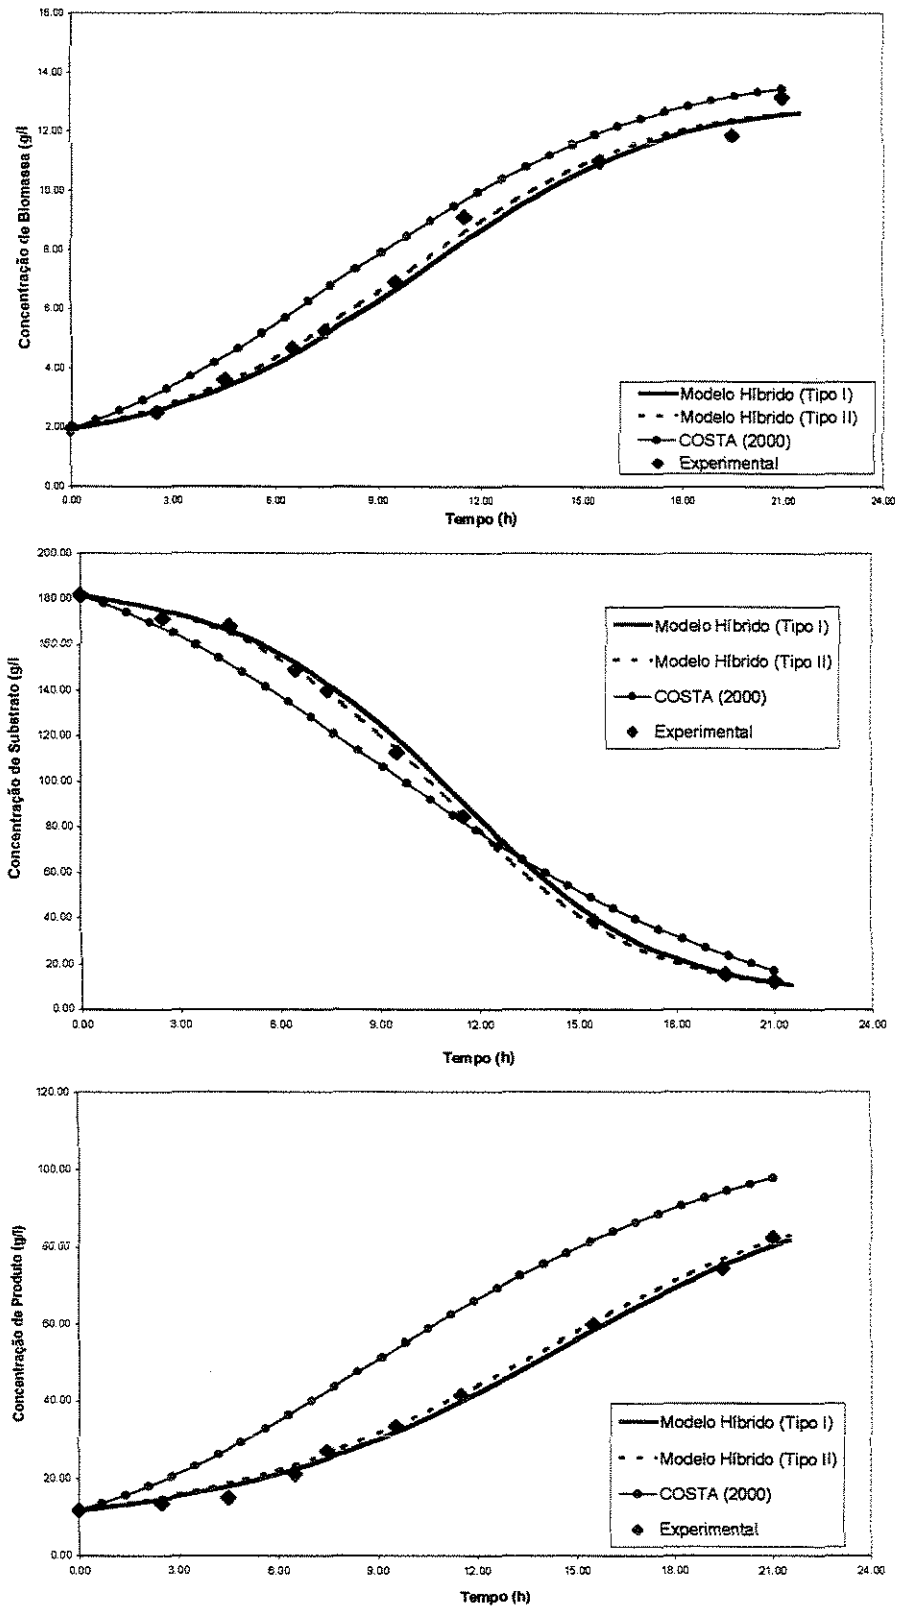 16.00
14.00
12.00
10.00
8.00
6.00
4.00
2.00
0.00
Concentração de Biomassa (g/l
Modelo Híbrido (Tipo I)
Modelo Híbrido (Tipo II)
COSTA (2000)
Experimental
0.00 3.00 6.00 9.00 12.00 15.00 18.00 21.00 24.00
Tempo (h)
200.00
180.00
160.00
140.00
120.00
100.00
80.00
60.00
40.00
20.00
0.00
Concentração de Substrato (g/l
Modelo Híbrido (Tipo I)
Modelo Híbrido (Tipo II)
COSTA (2000)
Experimental
0.00 3.00 6.00 9.00 12.00 15.00 18.00 21.00 24.00
Tempo (h)
120.00
100.00
80.00
60.00
40.00
20.00
0.00
Concentração de Produto (g/l)
Modelo Híbrido (Tipo I)
Modelo Híbrido (Tipo II)
COSTA (2000)
Experimental
0.00 3.00 6.00 9.00 12.00 15.00 18.00 21.00 24.00
Tempo (h)